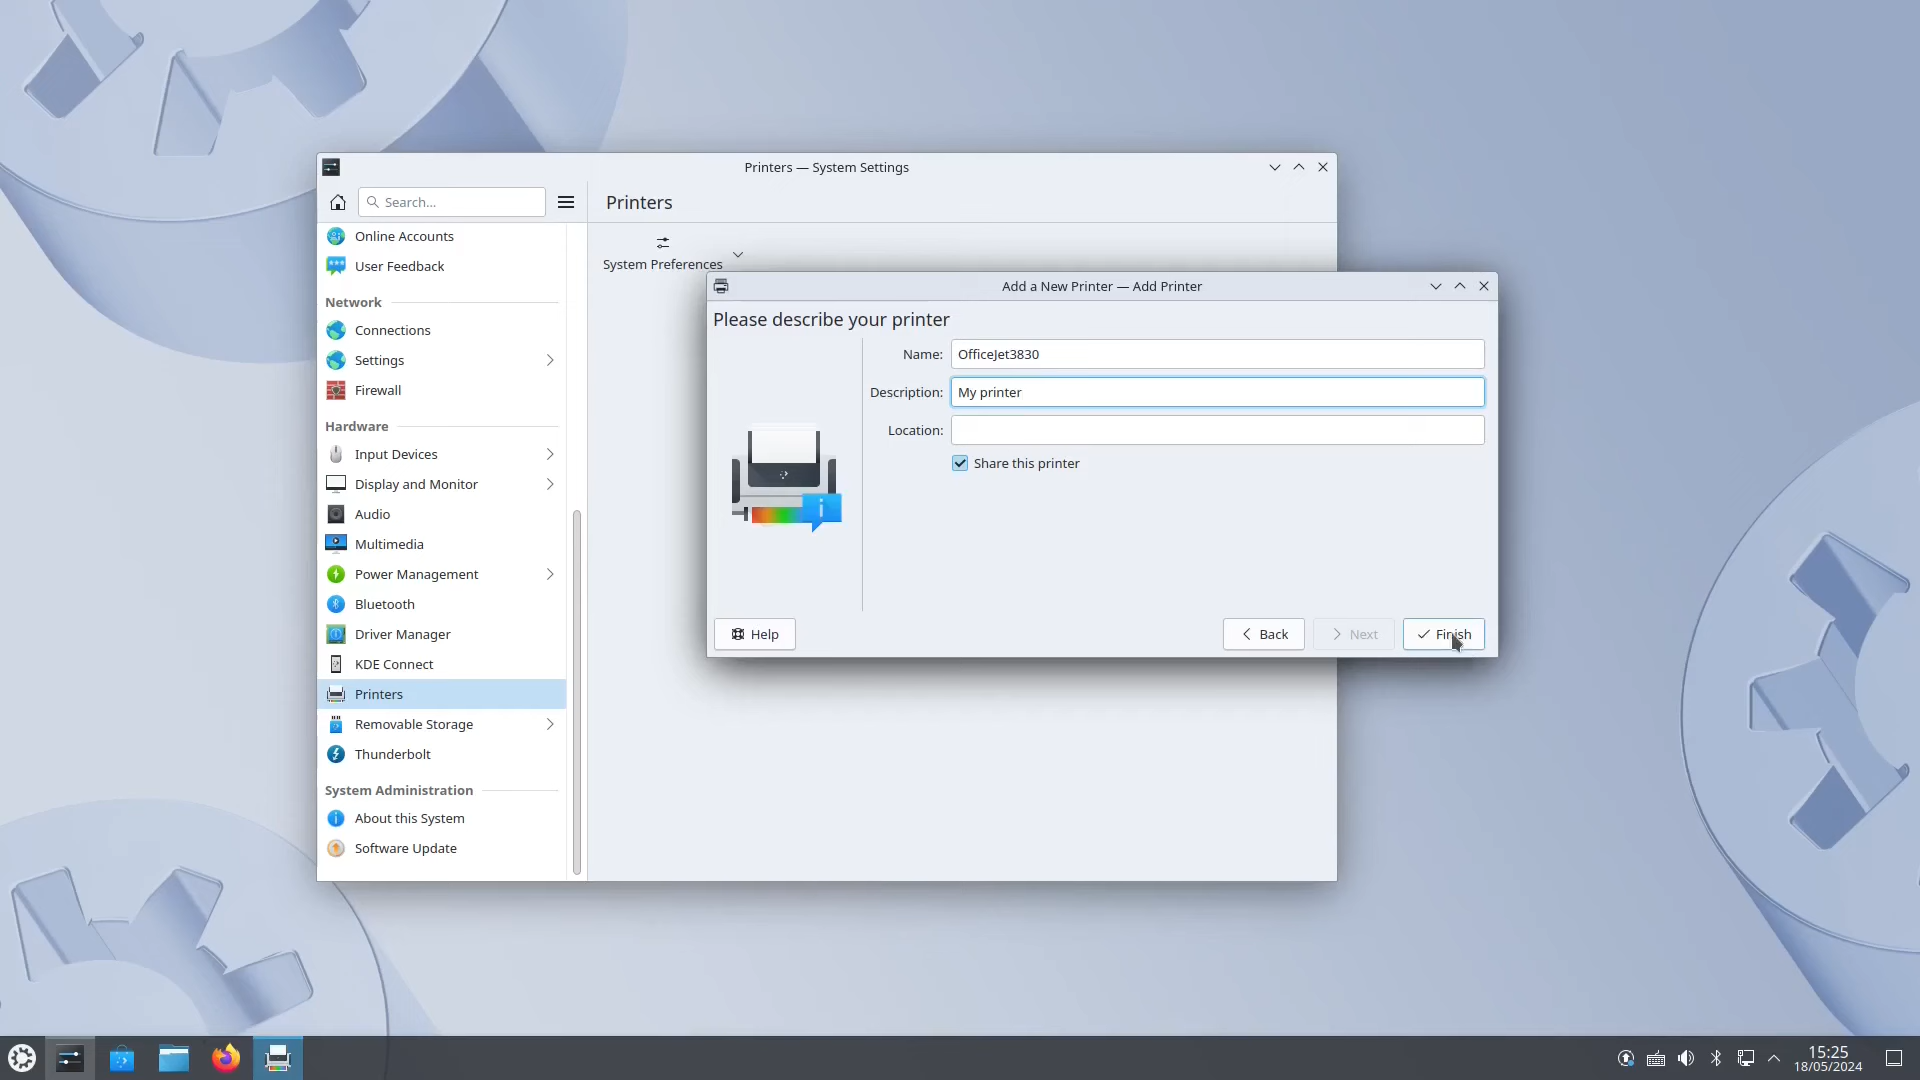 Printers — System Settings
Search...
Printers
Online Accounts
User Feedback
Network
Connections
Settings
Firewall
Hardware
Input Devices
Display and Monitor
Audio
Multimedia
Power Management
Bluetooth
Driver Manager
KDE Connect
Printers
Removable Storage
Thunderbolt
System Administration
About this System
Software Update
System Preferences
Add a New Printer — Add Printer
Please describe your printer
Name: OfficeJet3830
Description: My printer
Location:
Share this printer
Help
Back
Next
Finish
15:25
18/05/2024